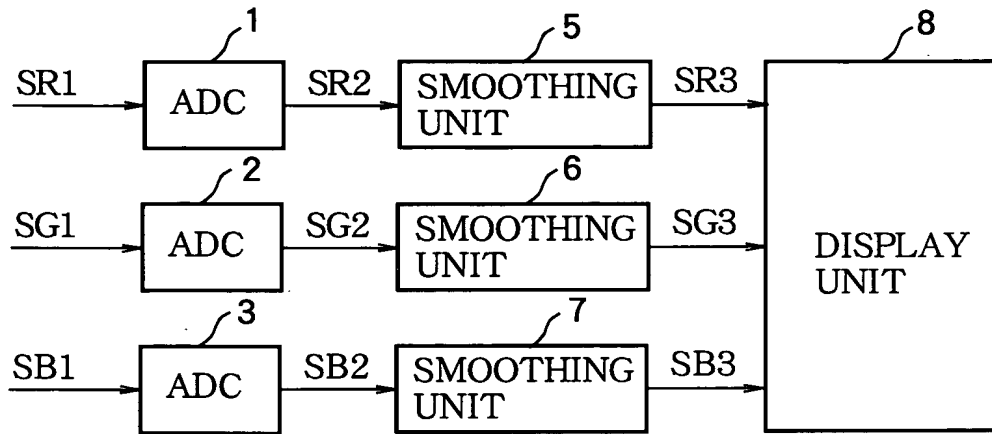 1 5 8
SR1 ADC SR2 SMOOTHING UNIT SR3
2 6
SG1 ADC SG2 SMOOTHING UNIT SG3
DISPLAY UNIT
3 7
SB1 ADC SB2 SMOOTHING UNIT SB3